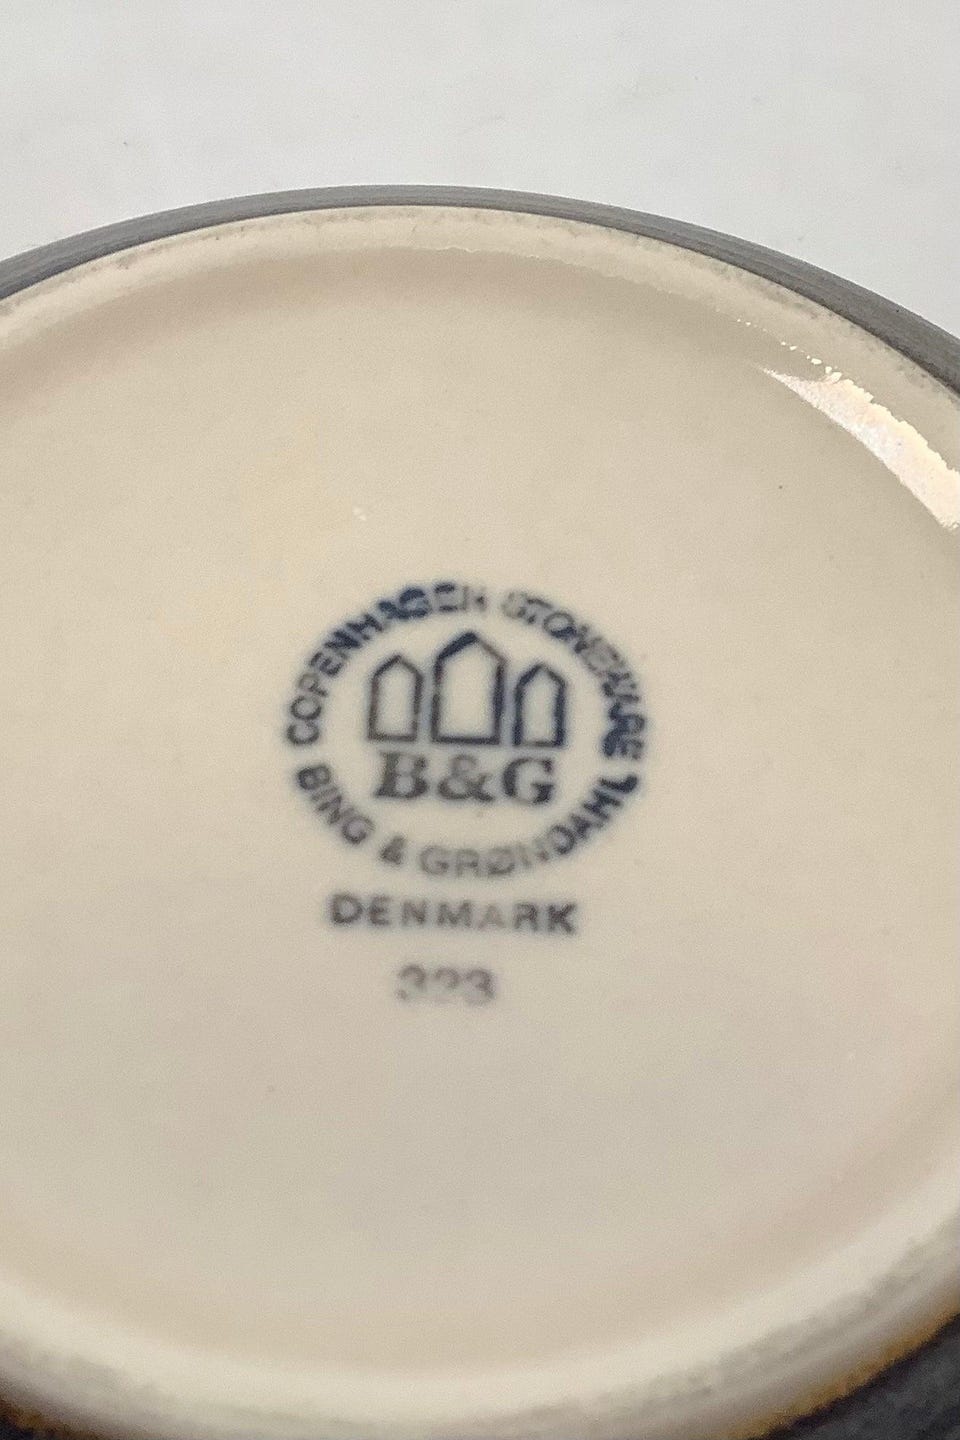 COPENHAGEN STONEWARE
B&G
BING & GRØNDAHL
DENMARK
323